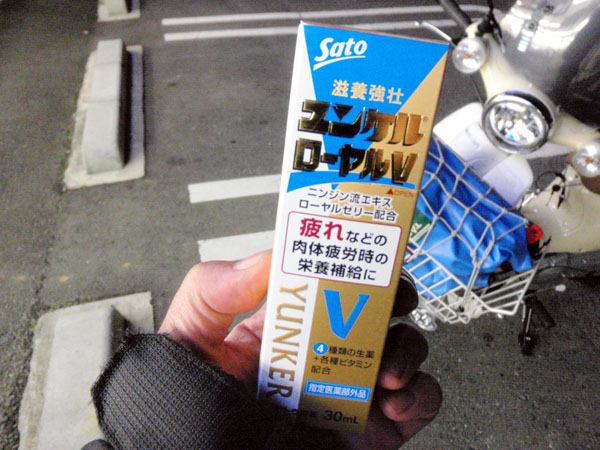 Sato
滋養強壮
ユンケル®
ローヤルV
▲OPEN
ニンジン流エキス
ローヤルゼリー配合
疲れなどの
肉体疲労時の
栄養補給に
YUNKER
V
4種類の生薬
+各種ビタミン
配合
指定医薬部外品
30mL